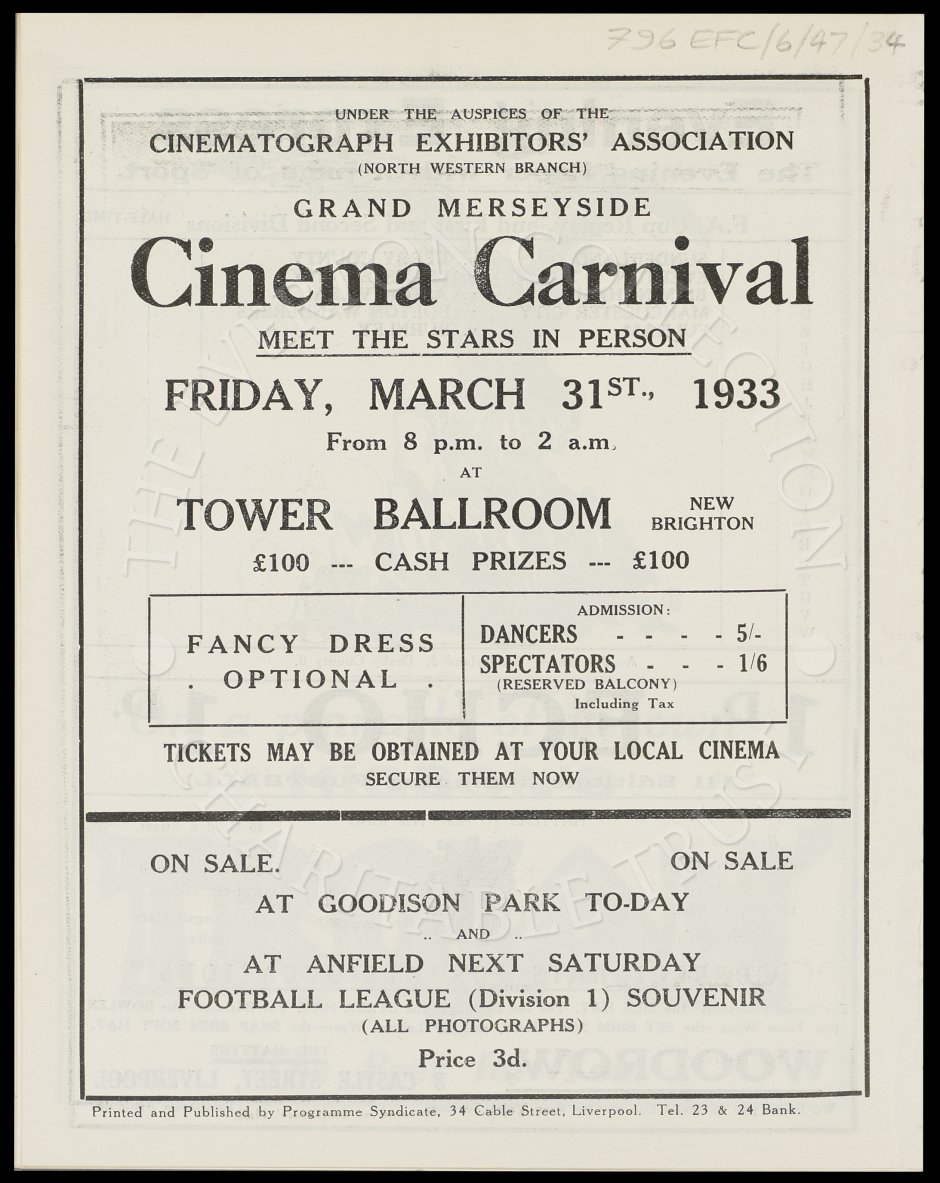 796 EFC/6/47/34
UNDER THE AUSPICES OF THE
CINEMATOGRAPH EXHIBITORS' ASSOCIATION
(NORTH WESTERN BRANCH)
GRAND MERSEYSIDE
Cinema Carnival
MEET THE STARS IN PERSON
FRIDAY, MARCH 31ST., 1933
From 8 p.m. to 2 a.m.
AT
TOWER BALLROOM NEW BRIGHTON
£100 --- CASH PRIZES --- £100
FANCY DRESS
. OPTIONAL .
ADMISSION:
DANCERS - - - - 5/-
SPECTATORS - - - 1/6
(RESERVED BALCONY)
Including Tax
TICKETS MAY BE OBTAINED AT YOUR LOCAL CINEMA
SECURE THEM NOW
ON SALE. ON SALE
AT GOODISON PARK TO-DAY
.. AND ..
AT ANFIELD NEXT SATURDAY
FOOTBALL LEAGUE (Division 1) SOUVENIR
(ALL PHOTOGRAPHS)
Price 3d.
Printed and Published by Programme Syndicate, 34 Cable Street, Liverpool. Tel. 23 & 24 Bank.
THE EVERTON COLLECTION
CHARITABLE TRUST